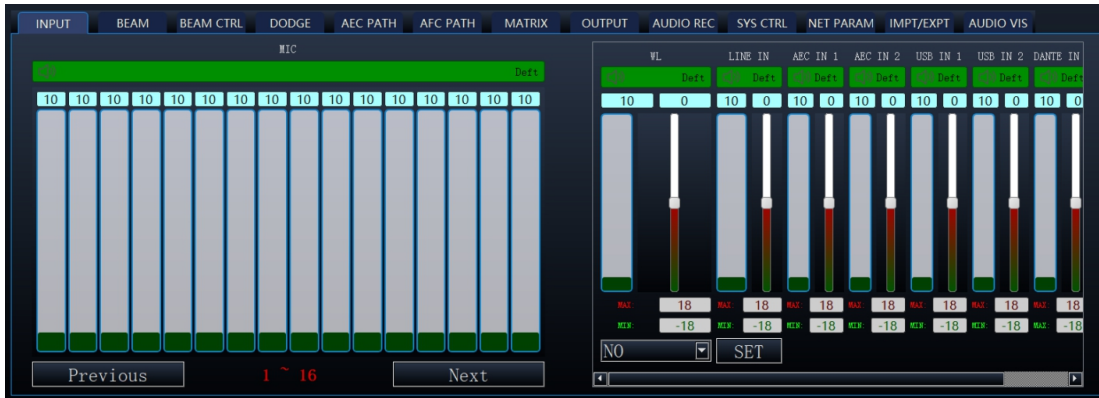 INPUT BEAM BEAM CTRL DODGE AEC PATH AFC PATH MATRIX OUTPUT AUDIO REC SYS CTRL NET PARAM IMPT/EXPT AUDIO VIS
MIC
Deft
10 10 10 10 10 10 10 10 10 10 10 10 10 10 10 10
Previous 1 ~ 16 Next
WL LINE IN AEC IN 1 AEC IN 2 USB IN 1 USB IN 2 DANTE IN
Deft Deft Deft Deft Deft Deft Deft
10 0 10 0 10 0 10 0 10 0 10 0 10 0
MAX: 18 MAX: 18 MAX: 18 MAX: 18 MAX: 18 MAX: 18 MAX: 18
MIN: -18 MIN: -18 MIN: -18 MIN: -18 MIN: -18 MIN: -18 MAX: -18
NO SET